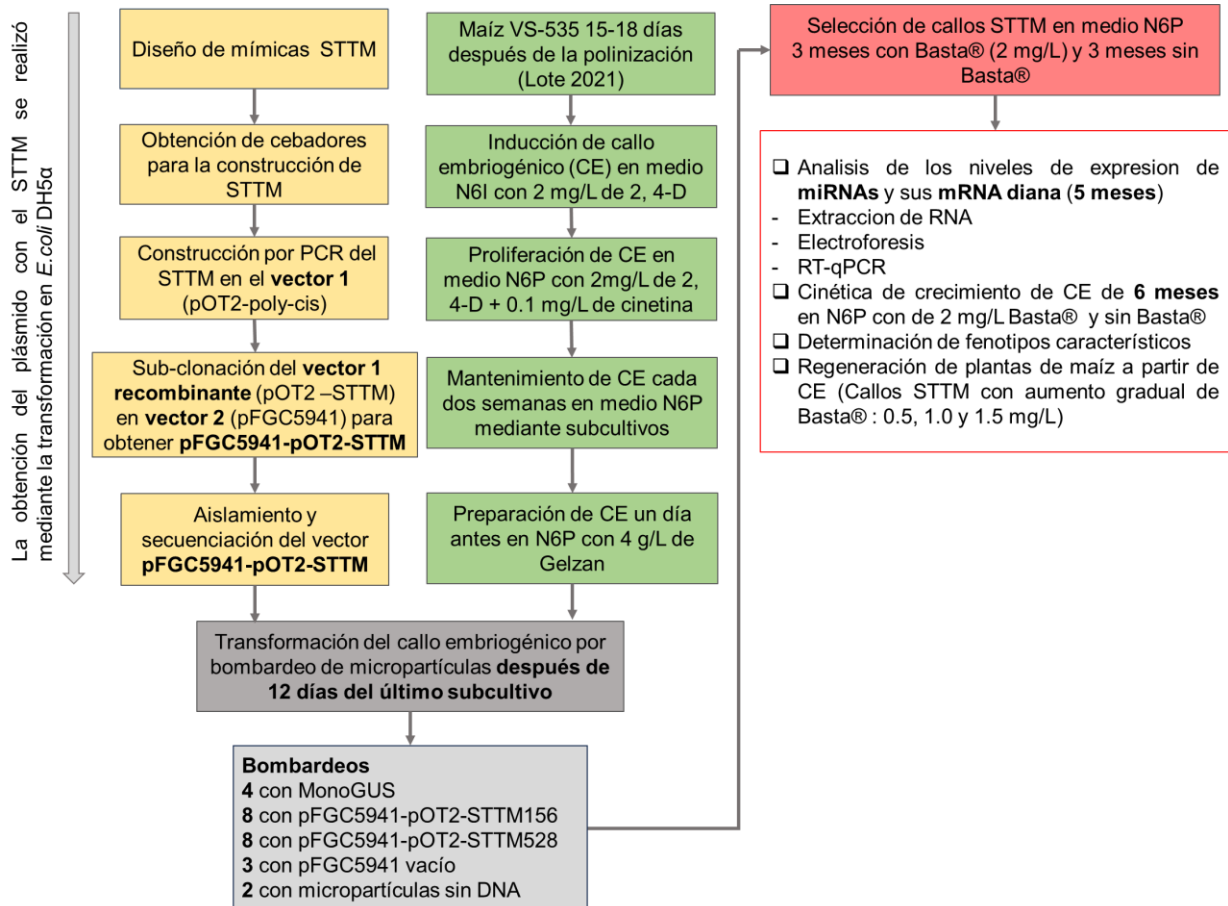 La obtención del plásmido con el STTM se realizó
mediante la transformación en E.coli DH5α
Diseño de mímicas STTM
Obtención de cebadores
para la construcción de
STTM
Construcción por PCR del
STTM en el vector 1
(pOT2-poly-cis)
Sub-clonación del vector 1
recombinante (pOT2 –STTM)
en vector 2 (pFGC5941) para
obtener pFGC5941-pOT2-STTM
Aislamiento y
secuenciación del vector
pFGC5941-pOT2-STTM
Maíz VS-535 15-18 días
después de la polinización
(Lote 2021)
Inducción de callo
embriogénico (CE) en medio
N6I con 2 mg/L de 2, 4-D
Proliferación de CE en
medio N6P con 2mg/L de 2,
4-D + 0.1 mg/L de cinetina
Mantenimiento de CE cada
dos semanas en medio N6P
mediante subcultivos
Preparación de CE un día
antes en N6P con 4 g/L de
Gelzan
Transformación del callo embriogénico por
bombardeo de micropartículas después de
12 días del último subcultivo
Bombardeos
4 con MonoGUS
8 con pFGC5941-pOT2-STTM156
8 con pFGC5941-pOT2-STTM528
3 con pFGC5941 vacío
2 con micropartículas sin DNA
Selección de callos STTM en medio N6P
3 meses con Basta® (2 mg/L) y 3 meses sin
Basta®
❑ Analisis de los niveles de expresion de
miRNAs y sus mRNA diana (5 meses)
- Extraccion de RNA
- Electroforesis
- RT-qPCR
❑ Cinética de crecimiento de CE de 6 meses
en N6P con de 2 mg/L Basta® y sin Basta®
❑ Determinación de fenotipos característicos
❑ Regeneración de plantas de maíz a partir de
CE (Callos STTM con aumento gradual de
Basta® : 0.5, 1.0 y 1.5 mg/L)